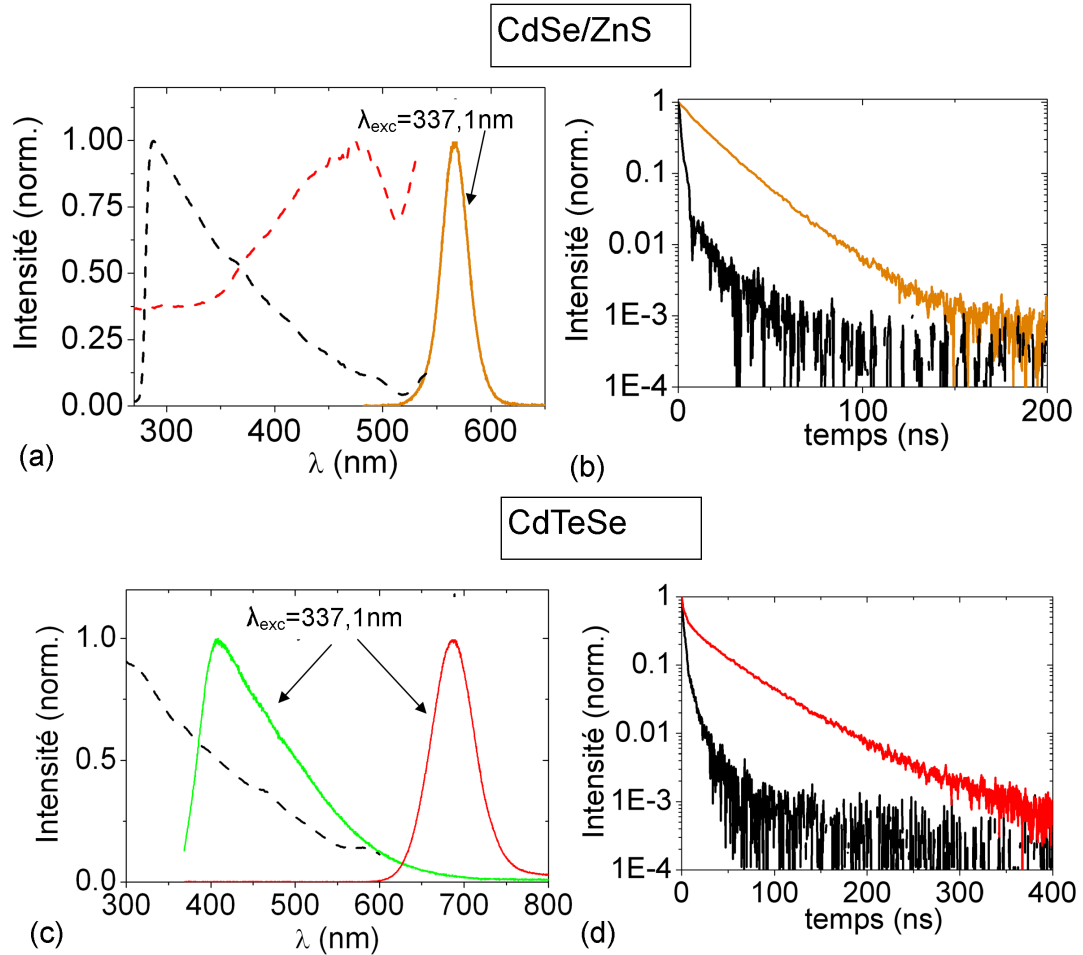 CdSe/ZnS
λexc=337,1nm
Intensité (norm.)
1.00
0.75
0.50
0.25
0.00
300
400
500
600
λ (nm)
(a)
Intensité (norm.)
1
0.1
0.01
1E-3
1E-4
0
100
200
temps (ns)
(b)
CdTeSe
λexc=337,1nm
Intensité (norm.)
1.0
0.5
0.0
300
400
500
600
700
800
λ (nm)
(c)
Intensité (norm.)
1
0.1
0.01
1E-3
1E-4
0
100
200
300
400
temps (ns)
(d)